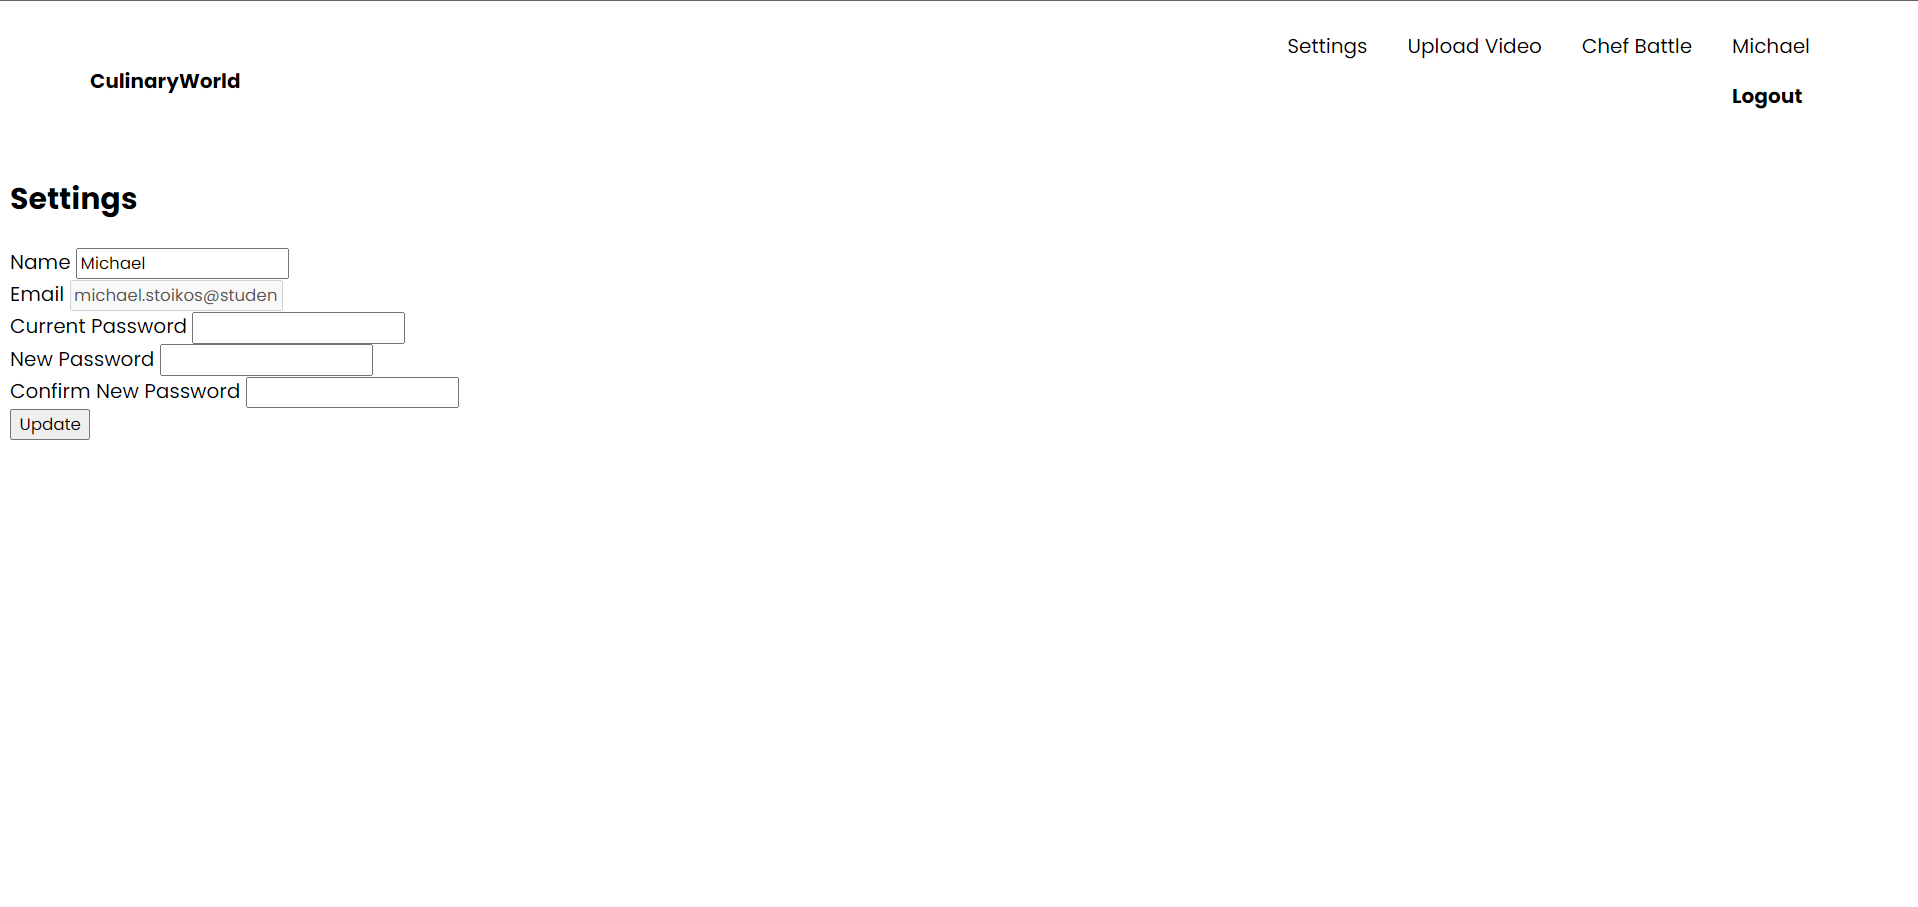 CulinaryWorld
Settings Upload Video Chef Battle Michael
Logout
Settings
Name Michael
Email michael.stoikos@studen
Current Password
New Password
Confirm New Password
Update